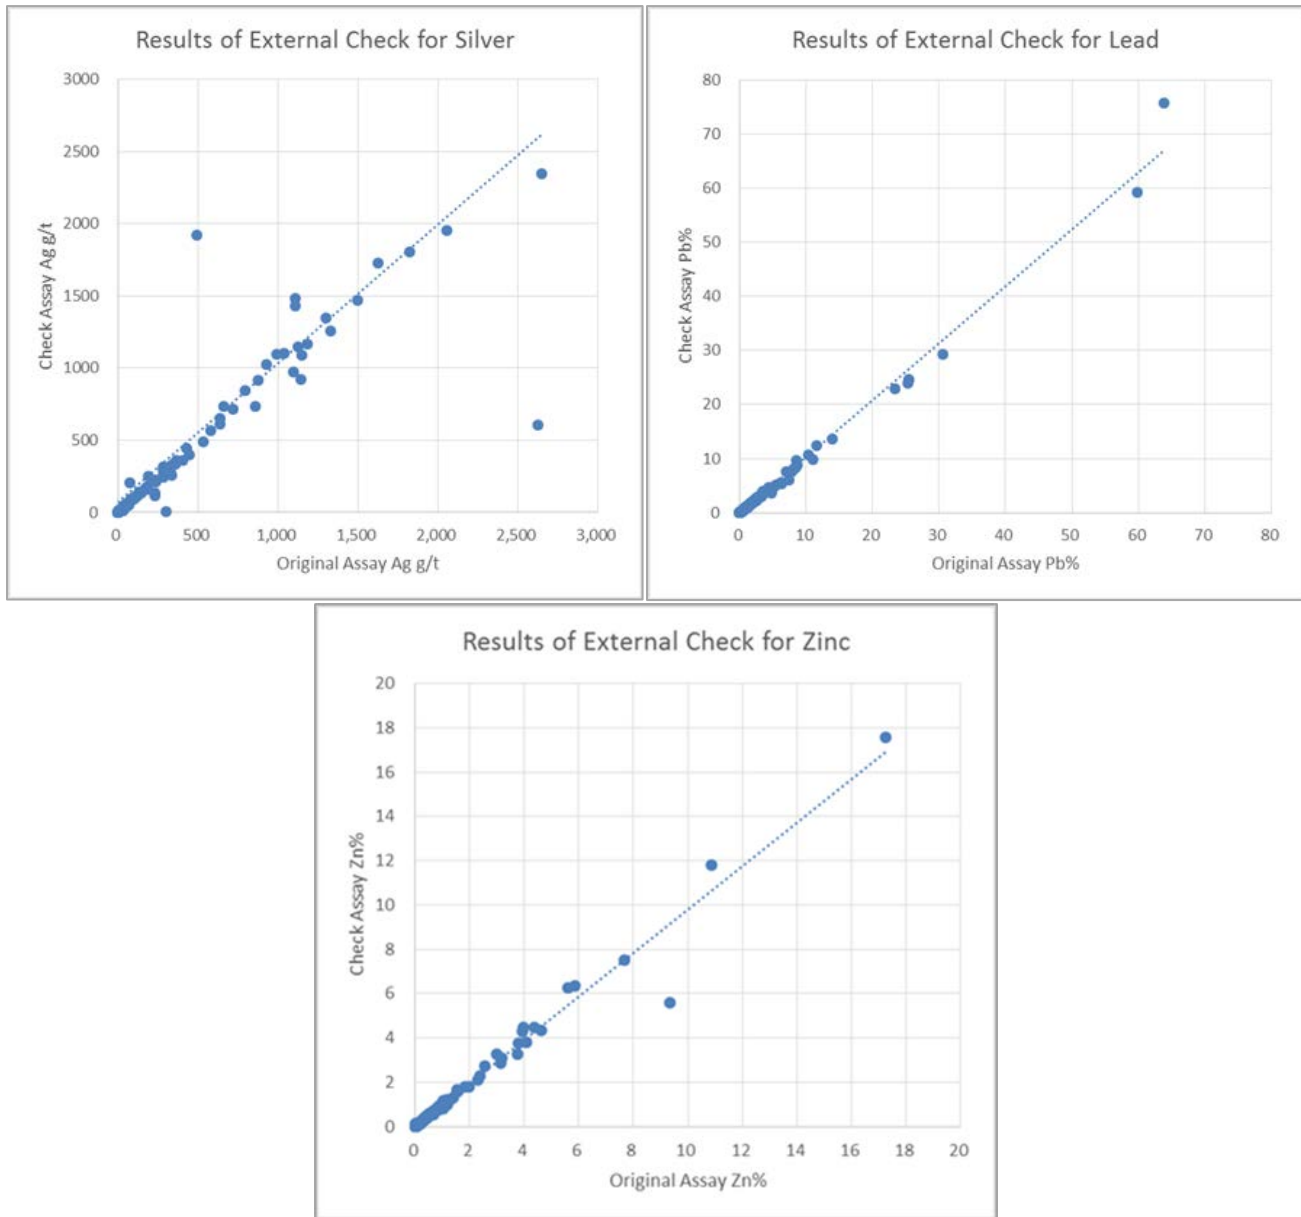 Results of External Check for Silver
3000
2500
2000
1500
1000
500
0
Check Assay Ag g/t
0 500 1,000 1,500 2,000 2,500 3,000
Original Assay Ag g/t
Results of External Check for Lead
80
70
60
50
40
30
20
10
0
Check Assay Pb%
0 10 20 30 40 50 60 70 80
Original Assay Pb%
Results of External Check for Zinc
20
18
16
14
12
10
8
6
4
2
0
Check Assay Zn%
0 2 4 6 8 10 12 14 16 18 20
Original Assay Zn%